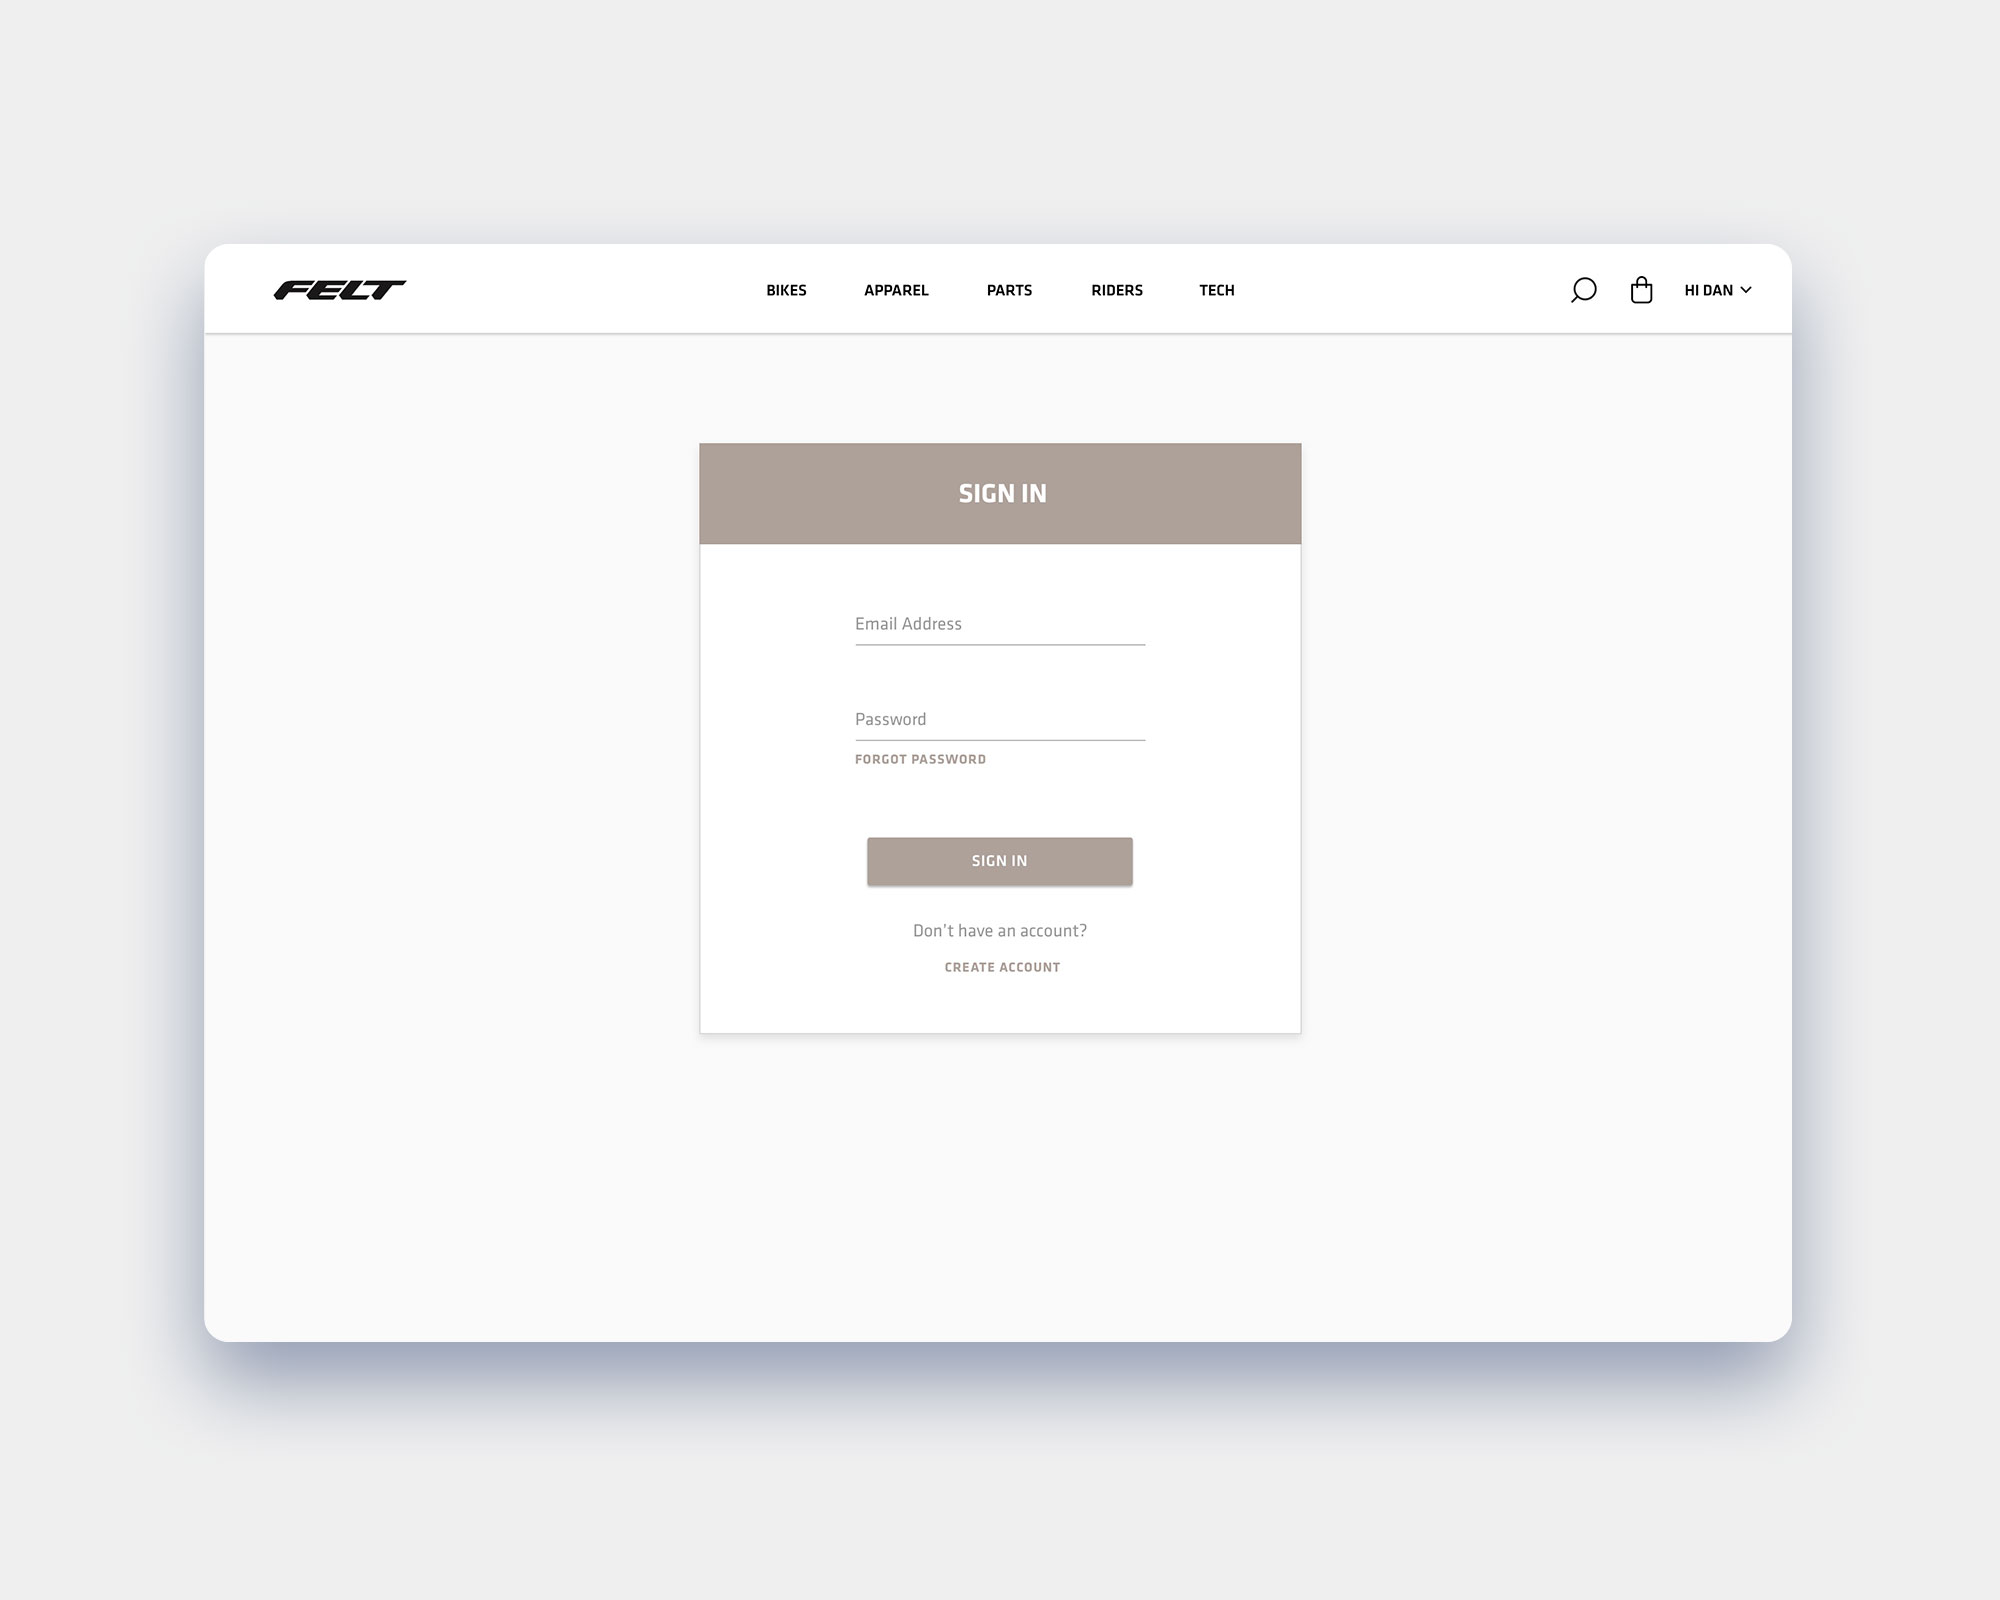 FELT
BIKES APPAREL PARTS RIDERS TECH
HI DAN
SIGN IN
Email Address
Password
FORGOT PASSWORD
SIGN IN
Don't have an account?
CREATE ACCOUNT